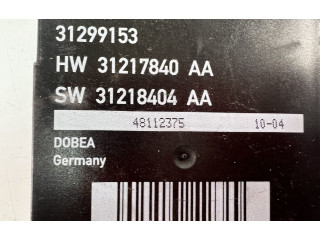 31299153
HW 31217840 AA
SW 31218404 AA
48112375 10-04
DOBEA
Germany